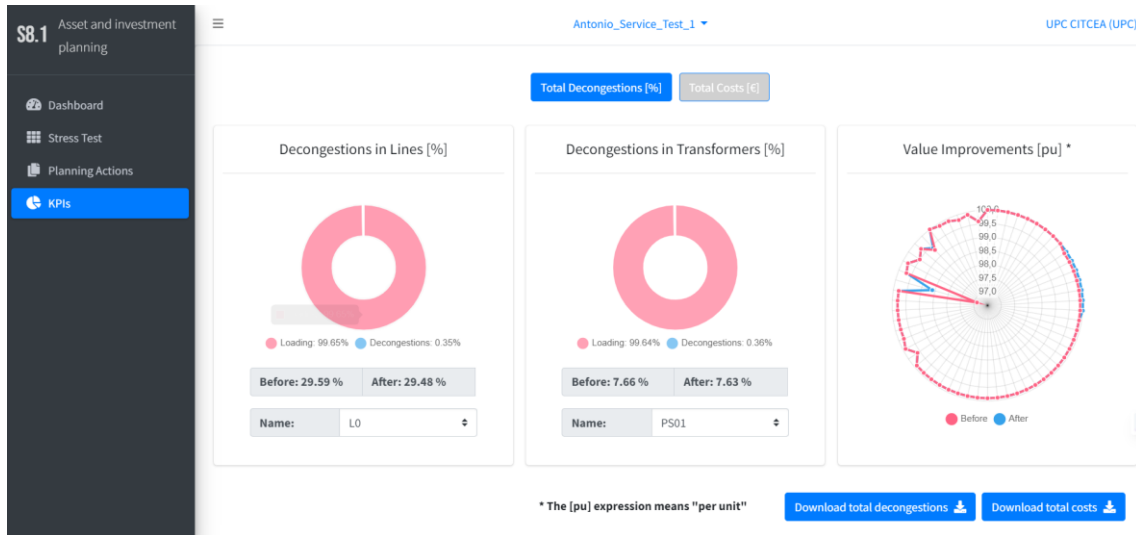 S8.1
Asset and investment
planning
Antonio_Service_Test_1
UPC CITCEA (UPC)
Dashboard
Stress Test
Planning Actions
KPIs
Total Decongestions [%]
Total Costs [€]
Decongestions in Lines [%]
Loading: 99.65%
Decongestions: 0.35%
Before: 29.59 %
After: 29.48 %
Name:
L0
Decongestions in Transformers [%]
Loading: 99.64%
Decongestions: 0.36%
Before: 7.66 %
After: 7.63 %
Name:
PS01
Value Improvements [pu] *
100,0
99,5
99,0
98,5
98,0
97,5
97,0
Before
After
* The [pu] expression means "per unit"
Download total decongestions
Download total costs